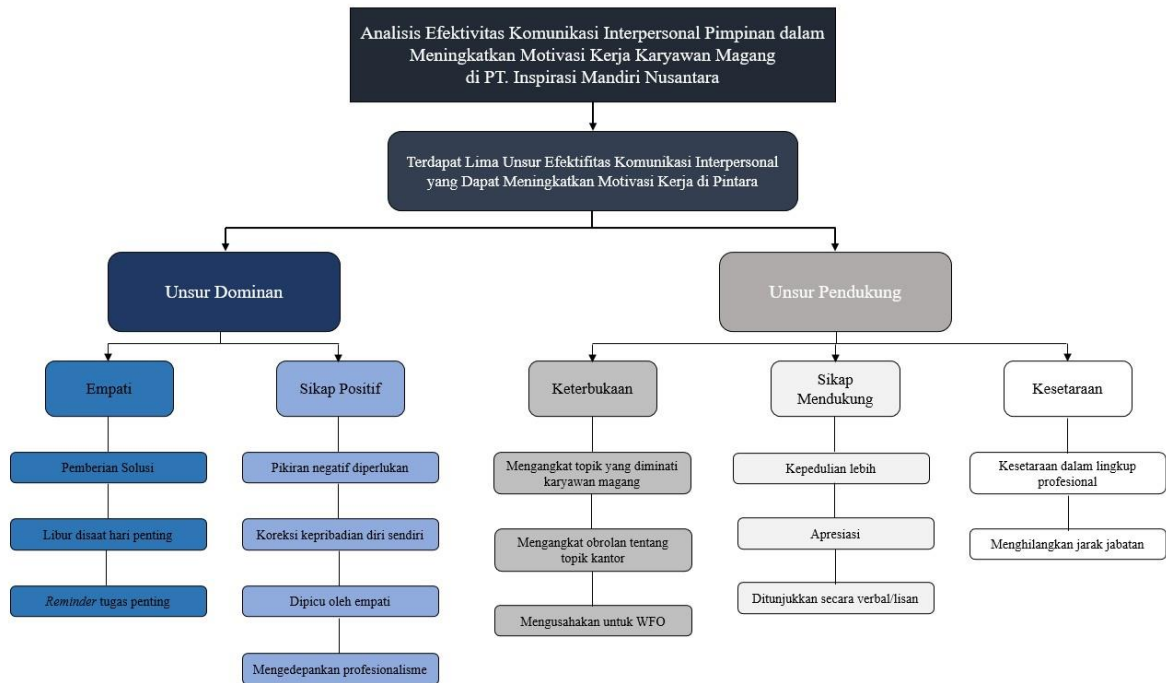 Analisis Efektivitas Komunikasi Interpersonal Pimpinan dalam
Meningkatkan Motivasi Kerja Karyawan Magang
di PT. Inspirasi Mandiri Nusantara
Terdapat Lima Unsur Efektifitas Komunikasi Interpersonal
yang Dapat Meningkatkan Motivasi Kerja di Pintara
Unsur Dominan
Unsur Pendukung
Empati
Sikap Positif
Keterbukaan
Sikap
Mendukung
Kesetaraan
Pemberian Solusi
Libur disaat hari penting
Reminder tugas penting
Pikiran negatif diperlukan
Koreksi kepribadian diri sendiri
Dipicu oleh empati
Mengedepankan profesionalisme
Mengangkat topik yang diminati
karyawan magang
Mengangkat obrolan tentang
topik kantor
Mengusahakan untuk WFO
Kepedulian lebih
Apresiasi
Ditunjukkan secara verbal/lisan
Kesetaraan dalam lingkup
profesional
Menghilangkan jarak jabatan